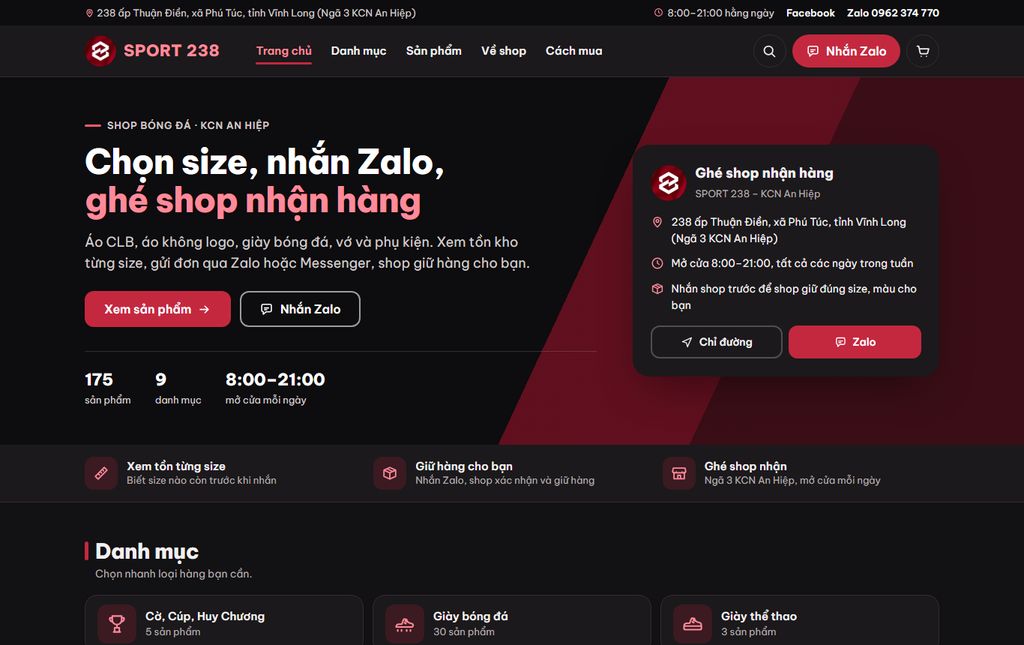 238 ấp Thuận Điền, xã Phú Túc, tỉnh Vĩnh Long (Ngã 3 KCN An Hiệp)
8:00–21:00 hằng ngày Facebook Zalo 0962 374 770
SPORT 238 Trang chủ Danh mục Sản phẩm Về shop Cách mua Nhắn Zalo
SHOP BÓNG ĐÁ · KCN AN HIỆP
Chọn size, nhắn Zalo,
ghé shop nhận hàng
Áo CLB, áo không logo, giày bóng đá, vớ và phụ kiện. Xem tồn kho
từng size, gửi đơn qua Zalo hoặc Messenger, shop giữ hàng cho bạn.
Xem sản phẩm → Nhắn Zalo
175 9 8:00–21:00
sản phẩm danh mục mở cửa mỗi ngày
Ghé shop nhận hàng
SPORT 238 – KCN An Hiệp
238 ấp Thuận Điền, xã Phú Túc, tỉnh Vĩnh Long
(Ngã 3 KCN An Hiệp)
Mở cửa 8:00–21:00, tất cả các ngày trong tuần
Nhắn shop trước để shop giữ đúng size, màu cho
bạn
Chỉ đường Zalo
Xem tồn từng size
Biết size nào còn trước khi nhắn
Giữ hàng cho bạn
Nhắn Zalo, shop xác nhận và giữ hàng
Ghé shop nhận
Ngã 3 KCN An Hiệp, mở cửa mỗi ngày
Danh mục
Chọn nhanh loại hàng bạn cần.
Cờ, Cúp, Huy Chương
5 sản phẩm
Giày bóng đá
30 sản phẩm
Giày thể thao
3 sản phẩm